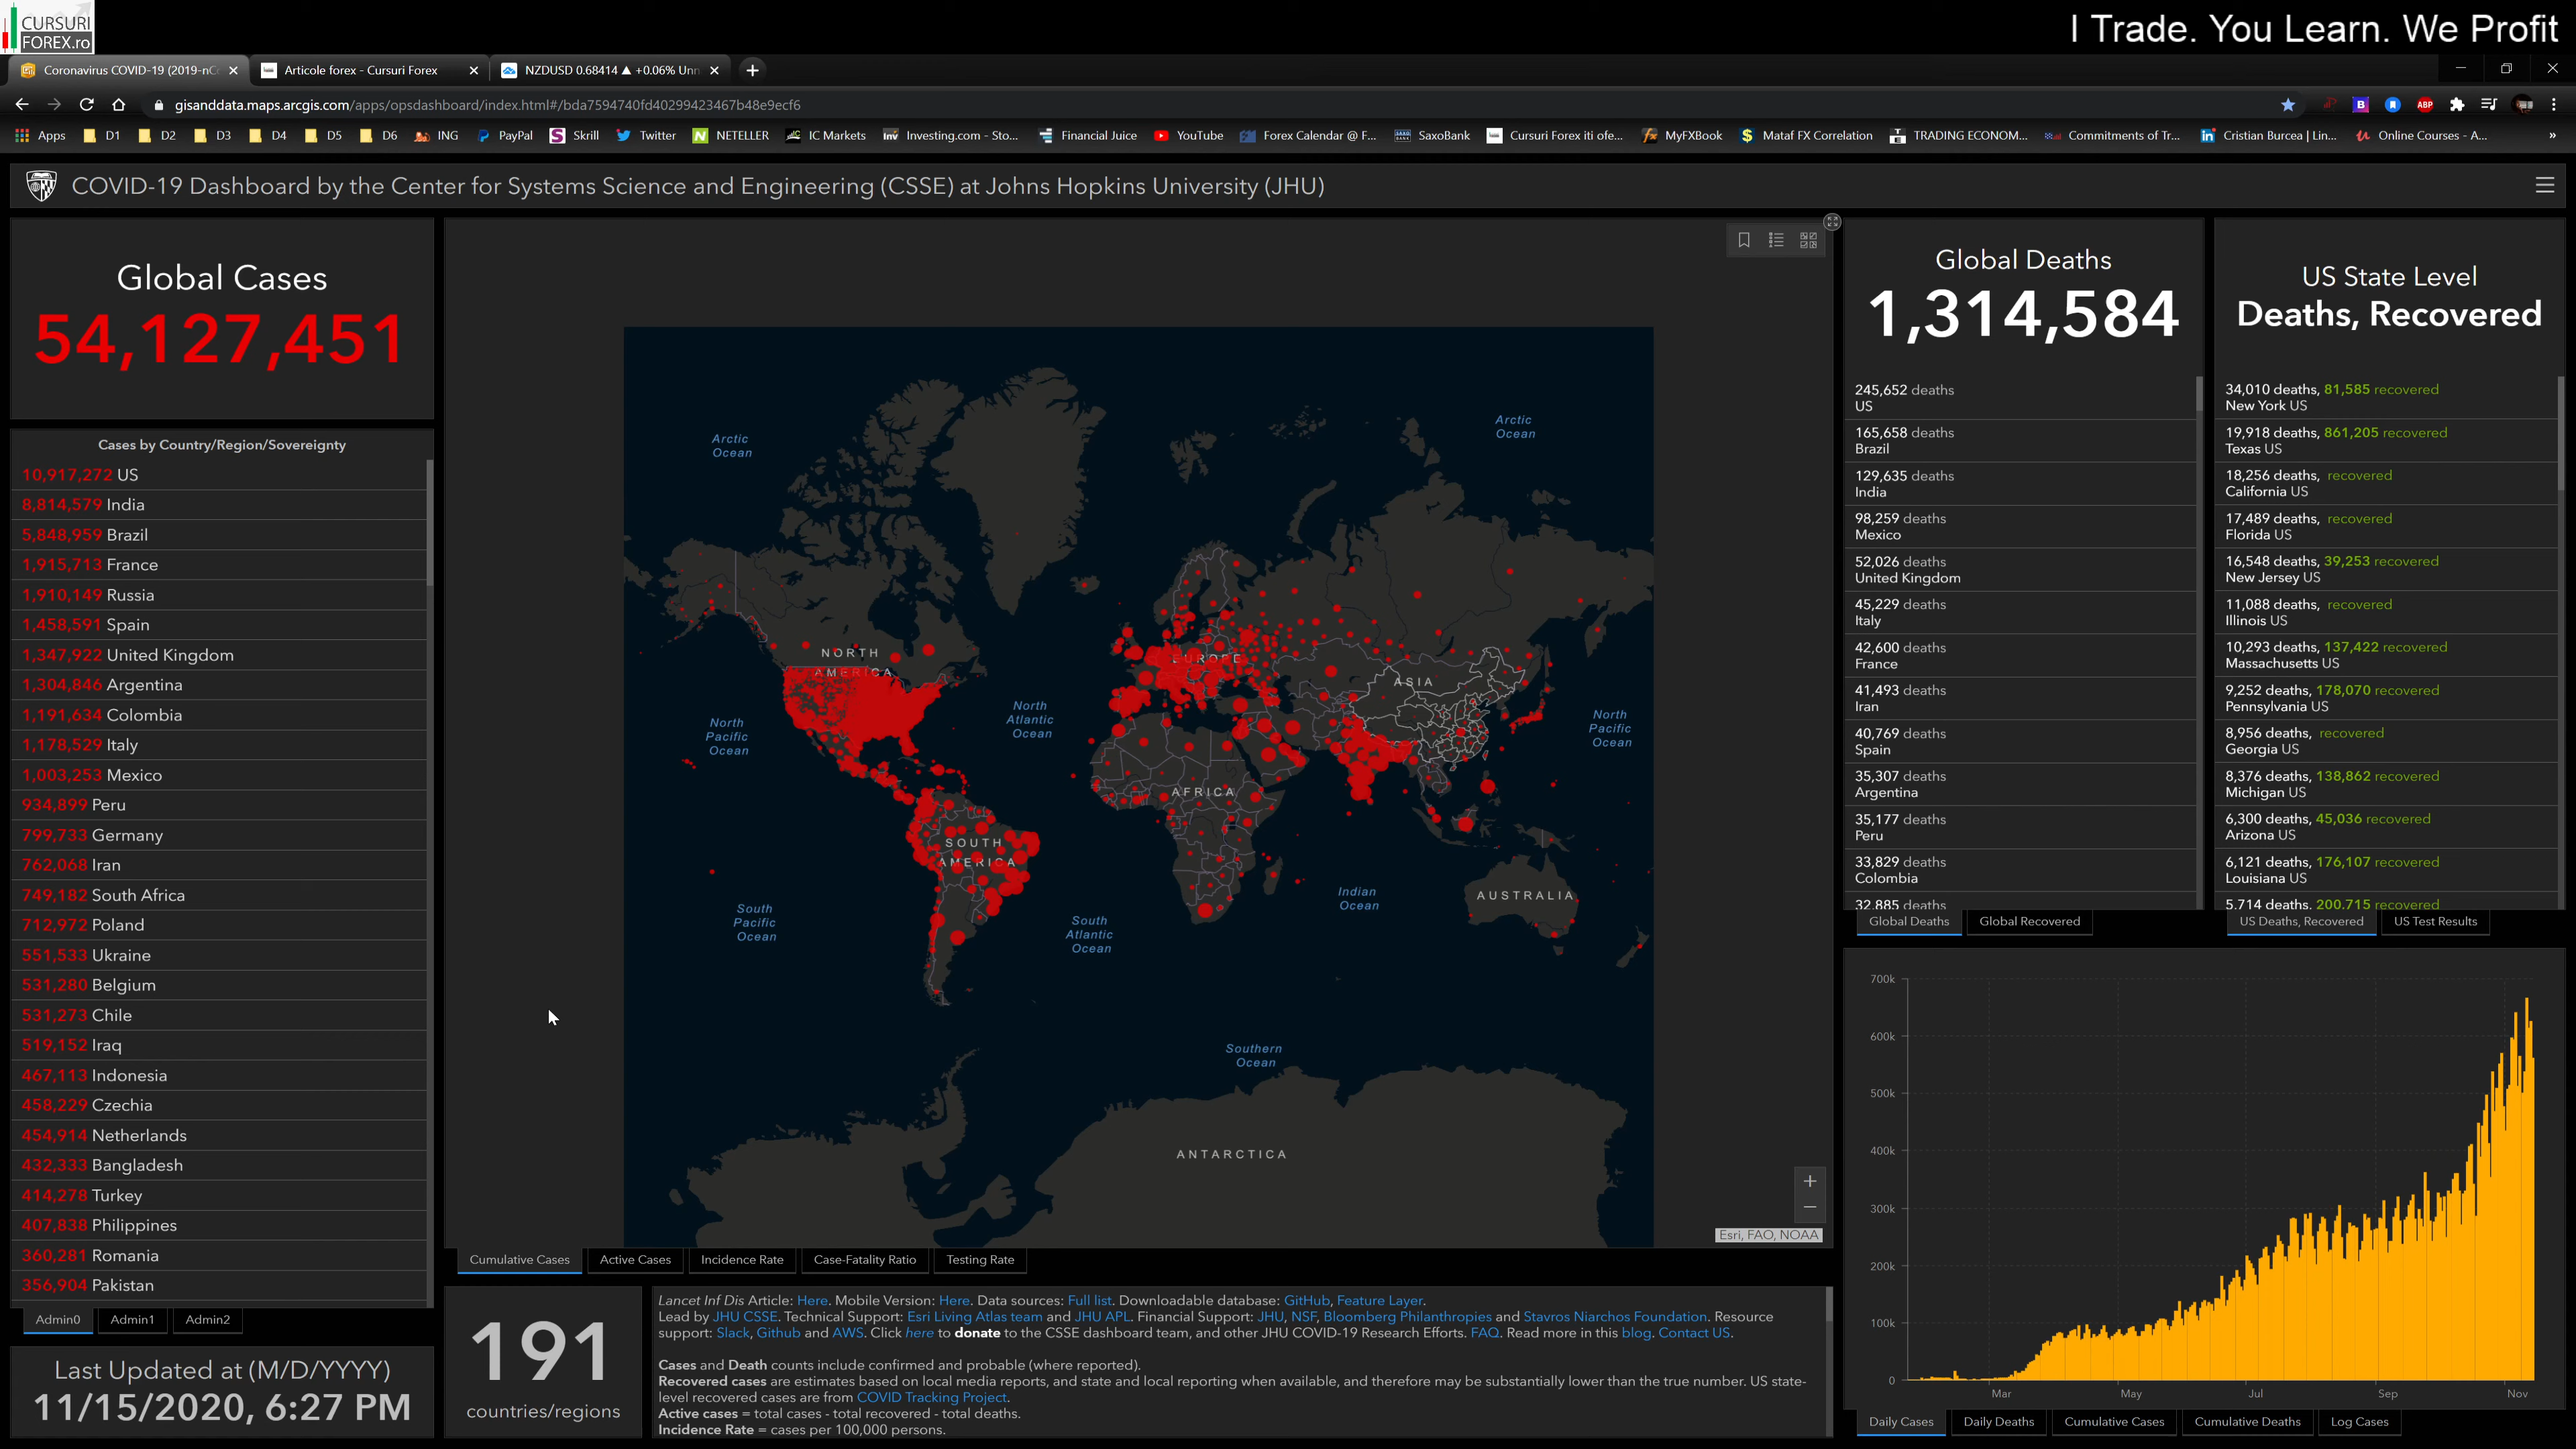 CURSURI
FOREX.ro
I Trade. You Learn. We Profit
Coronavirus COVID-19 (2019-nC
Articole forex - Cursuri Forex
NZDUSD 0.68414 ▲ +0.06% Unn
gisanddata.maps.arcgis.com/apps/opsdashboard/index.html#/bda7594740fd40299423467b48e9ecf6
ABP
Apps D1 D2 D3 D4 D5 D6 ING PayPal Skrill Twitter NETELLER IC Markets Investing.com - Sto... Financial Juice YouTube Forex Calendar @ F... SaxoBank Cursuri Forex iti ofe... MyFXBook Mataf FX Correlation TRADING ECONOM... Commitments of Tr... Cristian Burcea | Lin... Online Courses - A... »
COVID-19 Dashboard by the Center for Systems Science and Engineering (CSSE) at Johns Hopkins University (JHU)
Global Cases
54,127,451
Cases by Country/Region/Sovereignty
10,917,272 US
8,814,579 India
5,848,959 Brazil
1,915,713 France
1,910,149 Russia
1,458,591 Spain
1,347,922 United Kingdom
1,304,846 Argentina
1,191,634 Colombia
1,178,529 Italy
1,003,253 Mexico
934,899 Peru
799,733 Germany
762,068 Iran
749,182 South Africa
712,972 Poland
551,533 Ukraine
531,280 Belgium
531,273 Chile
519,152 Iraq
467,113 Indonesia
458,229 Czechia
454,914 Netherlands
432,333 Bangladesh
414,278 Turkey
407,838 Philippines
360,281 Romania
356,904 Pakistan
Admin0 Admin1 Admin2
Last Updated at (M/D/YYYY)
11/15/2020, 6:27 PM
Arctic
Ocean
Arctic
Ocean
NORTH
AMERICA
EUROPE
ASIA
North
Pacific
Ocean
North
Atlantic
Ocean
North
Pacific
Ocean
AFRICA
SOUTH
AMERICA
Indian
Ocean
AUSTRALIA
South
Pacific
Ocean
South
Atlantic
Ocean
Southern
Ocean
ANTARCTICA
+
−
Esri, FAO, NOAA
Cumulative Cases Active Cases Incidence Rate Case-Fatality Ratio Testing Rate
191
countries/regions
Lancet Inf Dis Article: Here. Mobile Version: Here. Data sources: Full list. Downloadable database: GitHub, Feature Layer.
Lead by JHU CSSE. Technical Support: Esri Living Atlas team and JHU APL. Financial Support: JHU, NSF, Bloomberg Philanthropies and Stavros Niarchos Foundation. Resource
support: Slack, Github and AWS. Click here to donate to the CSSE dashboard team, and other JHU COVID-19 Research Efforts. FAQ. Read more in this blog. Contact US.
Cases and Death counts include confirmed and probable (where reported).
Recovered cases are estimates based on local media reports, and state and local reporting when available, and therefore may be substantially lower than the true number. US state-
level recovered cases are from COVID Tracking Project.
Active cases = total cases - total recovered - total deaths.
Incidence Rate = cases per 100,000 persons.
Global Deaths
1,314,584
245,652 deaths
US
165,658 deaths
Brazil
129,635 deaths
India
98,259 deaths
Mexico
52,026 deaths
United Kingdom
45,229 deaths
Italy
42,600 deaths
France
41,493 deaths
Iran
40,769 deaths
Spain
35,307 deaths
Argentina
35,177 deaths
Peru
33,829 deaths
Colombia
32,885 deaths
Global Deaths Global Recovered
US State Level
Deaths, Recovered
34,010 deaths, 81,585 recovered
New York US
19,918 deaths, 861,205 recovered
Texas US
18,256 deaths, recovered
California US
17,489 deaths, recovered
Florida US
16,548 deaths, 39,253 recovered
New Jersey US
11,088 deaths, recovered
Illinois US
10,293 deaths, 137,422 recovered
Massachusetts US
9,252 deaths, 178,070 recovered
Pennsylvania US
8,956 deaths, recovered
Georgia US
8,376 deaths, 138,862 recovered
Michigan US
6,300 deaths, 45,036 recovered
Arizona US
6,121 deaths, 176,107 recovered
Louisiana US
5,714 deaths, 200,715 recovered
US Deaths, Recovered US Test Results
700k
600k
500k
400k
300k
200k
100k
0
Mar May Jul Sep Nov
Daily Cases Daily Deaths Cumulative Cases Cumulative Deaths Log Cases